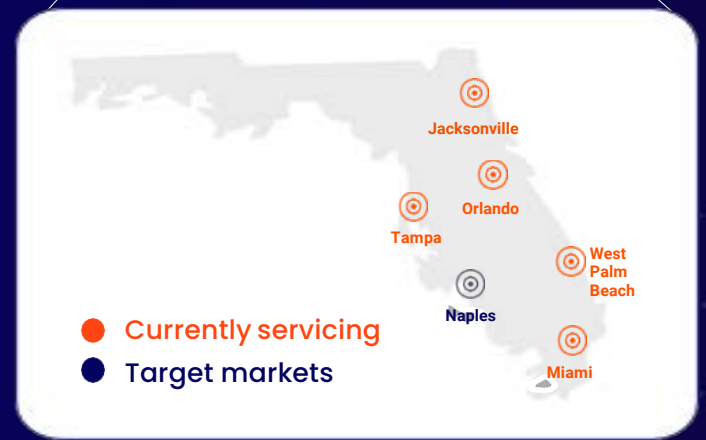 Jacksonville
Orlando
Tampa
West
Palm
Beach
Naples
Currently servicing
Target markets
Miami